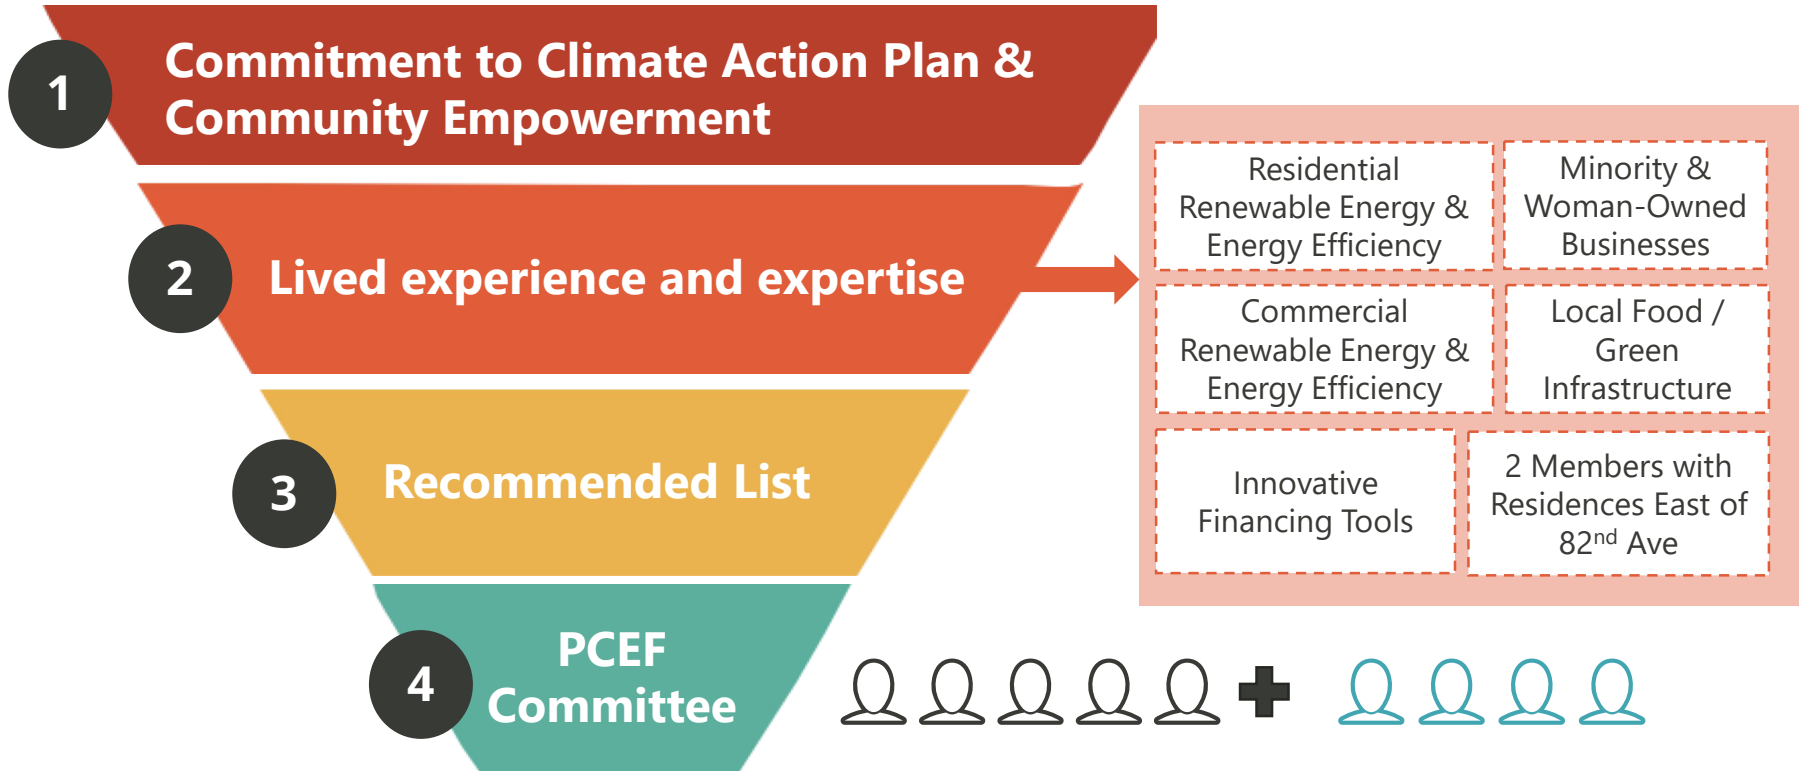 1
Commitment to Climate Action Plan &
Community Empowerment
2
Lived experience and expertise
Residential
Renewable Energy &
Energy Efficiency
Minority &
Woman-Owned
Businesses
Commercial
Renewable Energy &
Energy Efficiency
Local Food /
Green
Infrastructure
Innovative
Financing Tools
2 Members with
Residences East of
82nd Ave
3
Recommended List
4
PCEF
Committee